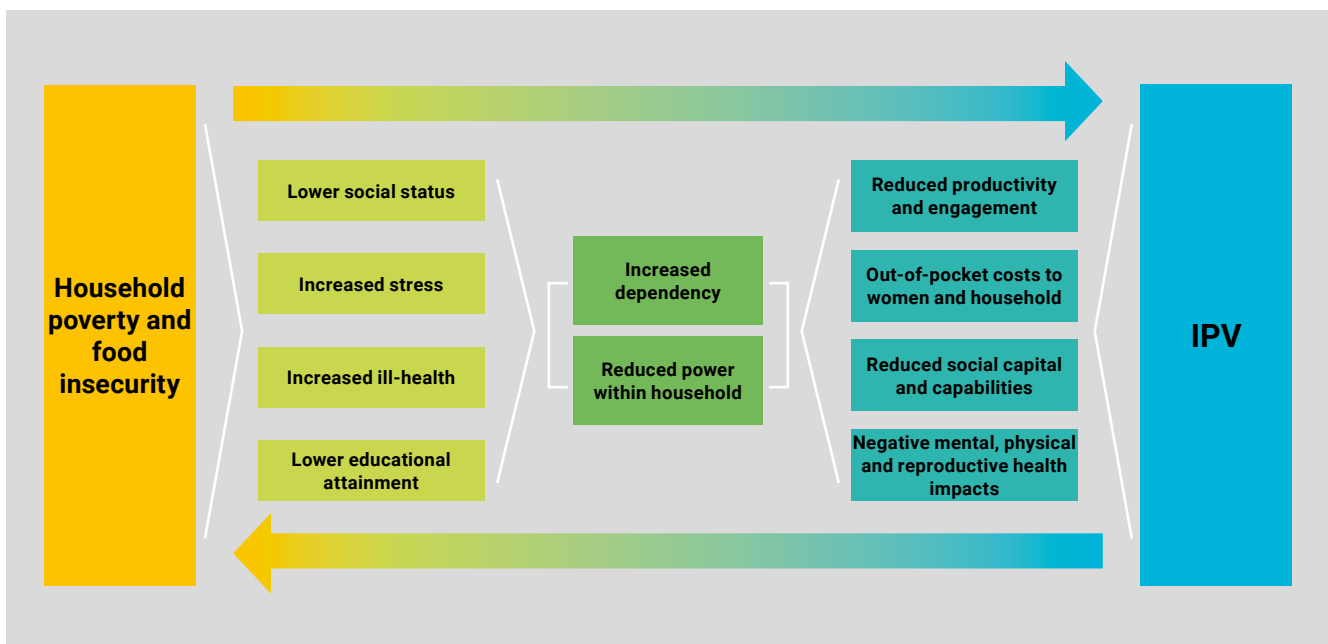 Household
poverty and
food
insecurity
Lower social status
Increased stress
Increased ill-health
Lower educational
attainment
Increased
dependency
Reduced power
within household
Reduced productivity
and engagement
Out-of-pocket costs to
women and household
Reduced social capital
and capabilities
Negative mental, physical
and reproductive health
impacts
IPV